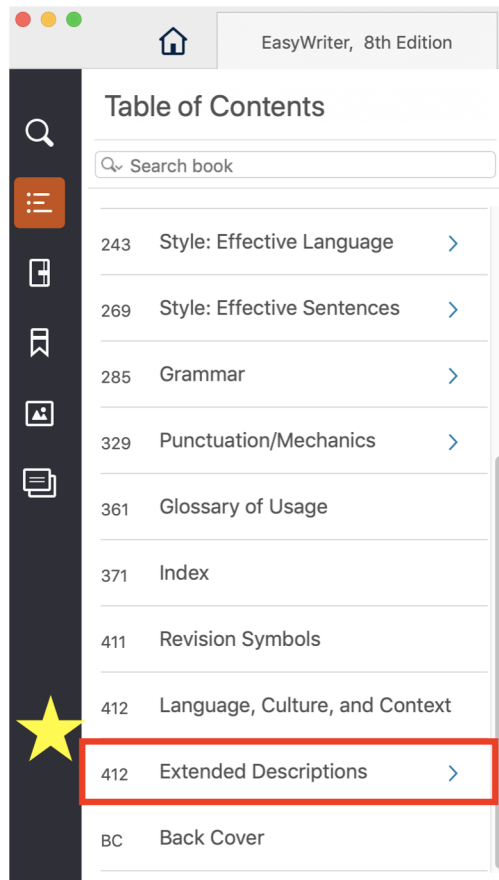 EasyWriter, 8th Edition
Table of Contents
Search book
243 Style: Effective Language
269 Style: Effective Sentences
285 Grammar
329 Punctuation/Mechanics
361 Glossary of Usage
371 Index
411 Revision Symbols
412 Language, Culture, and Context
412 Extended Descriptions
BC Back Cover